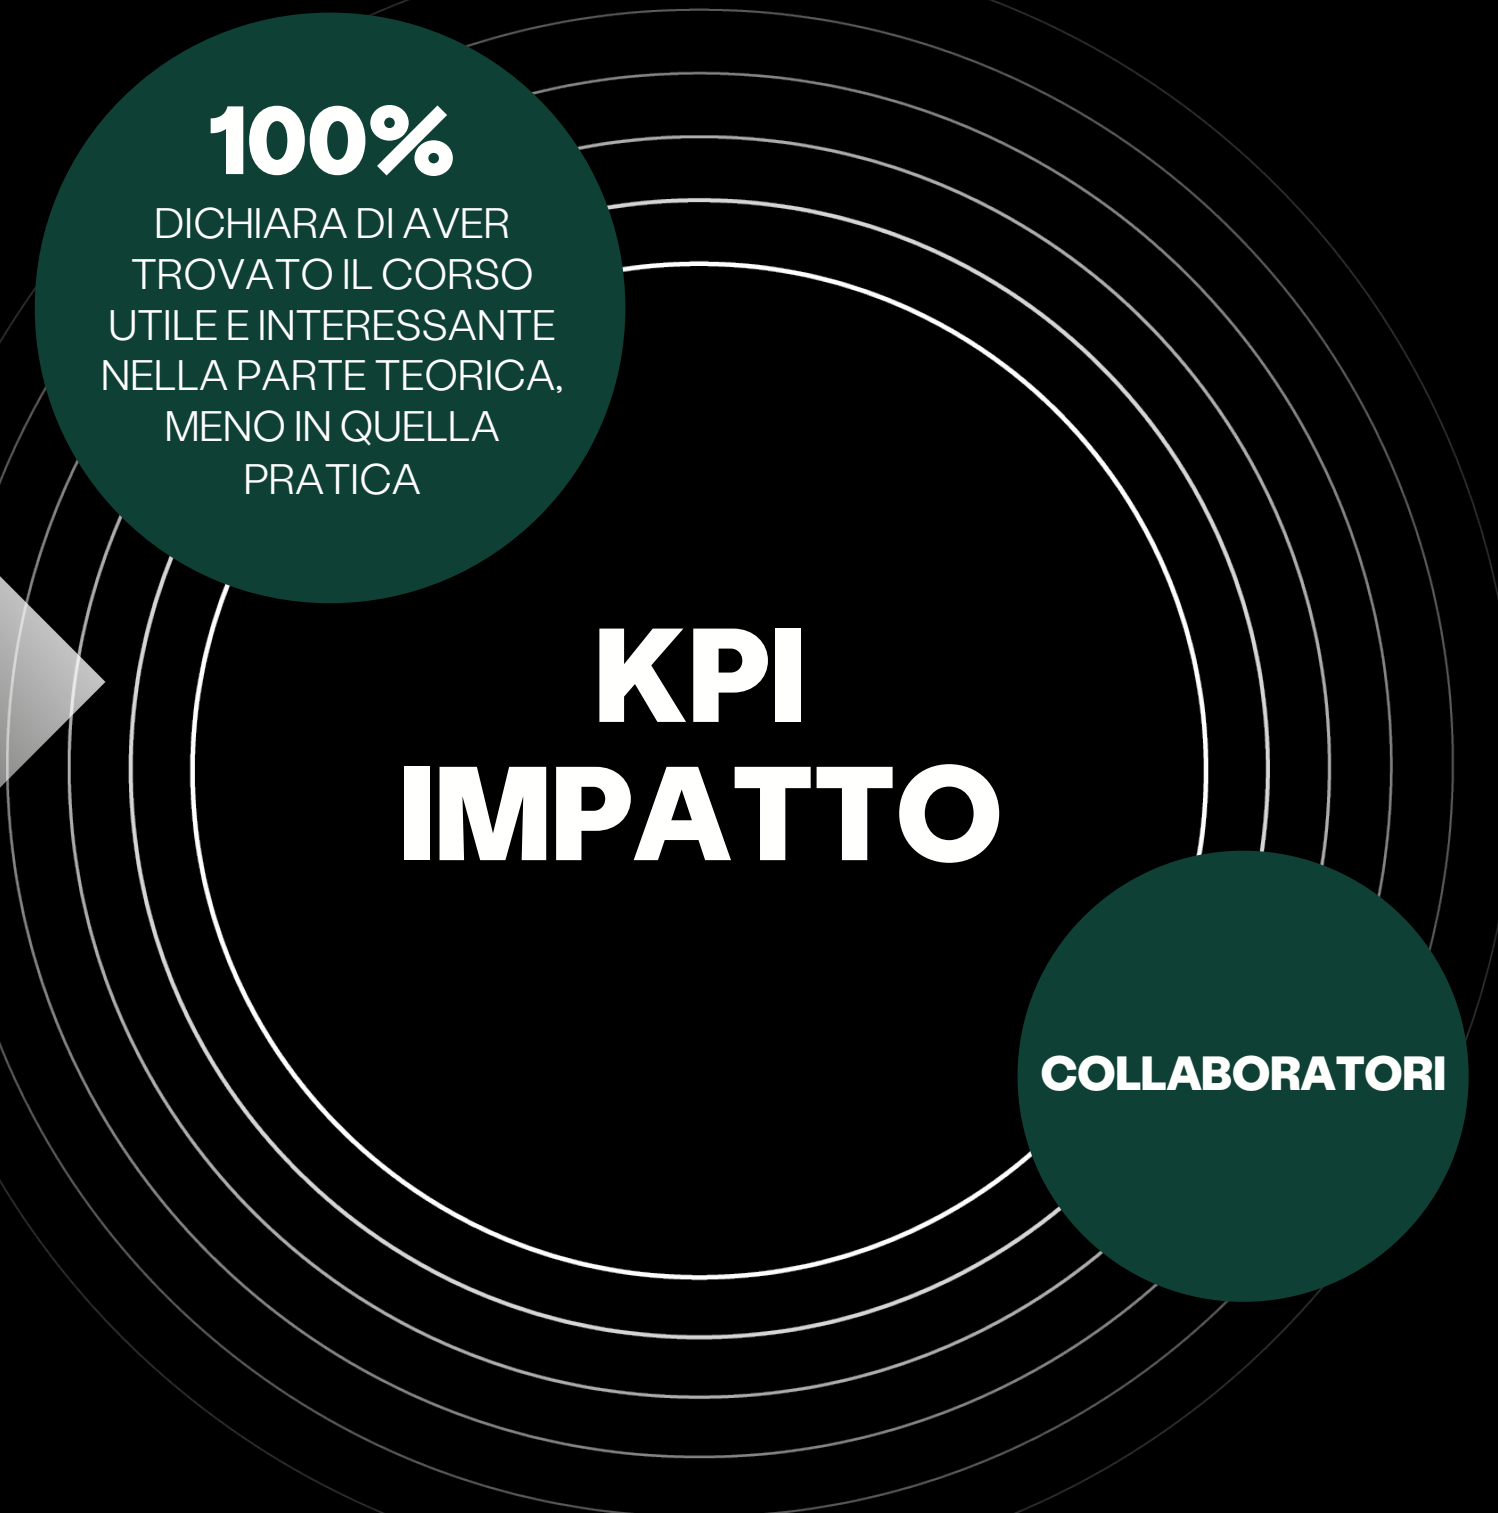 100%
DICHIARA DI AVER
TROVATO IL CORSO
UTILE E INTERESSANTE
NELLA PARTE TEORICA,
MENO IN QUELLA
PRATICA
KPI
IMPATTO
COLLABORATORI